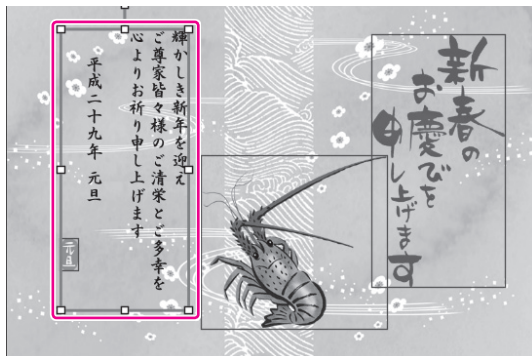 新春の
お慶びを
申し上げます
輝かしき新年を迎え
ご尊家皆々様のご清栄とご多幸を
心よりお祈り申し上げます
平成二十九年 元旦